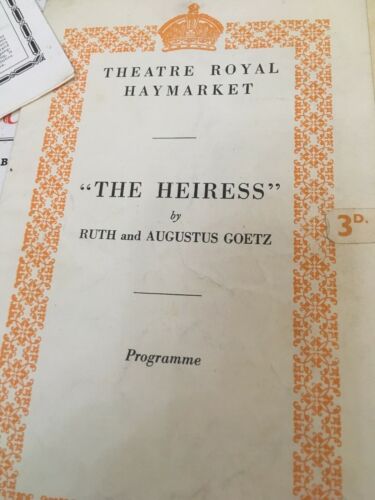 THEATRE ROYAL
HAYMARKET
“THE HEIRESS”
by
RUTH and AUGUSTUS GOETZ
3D.
Programme
B